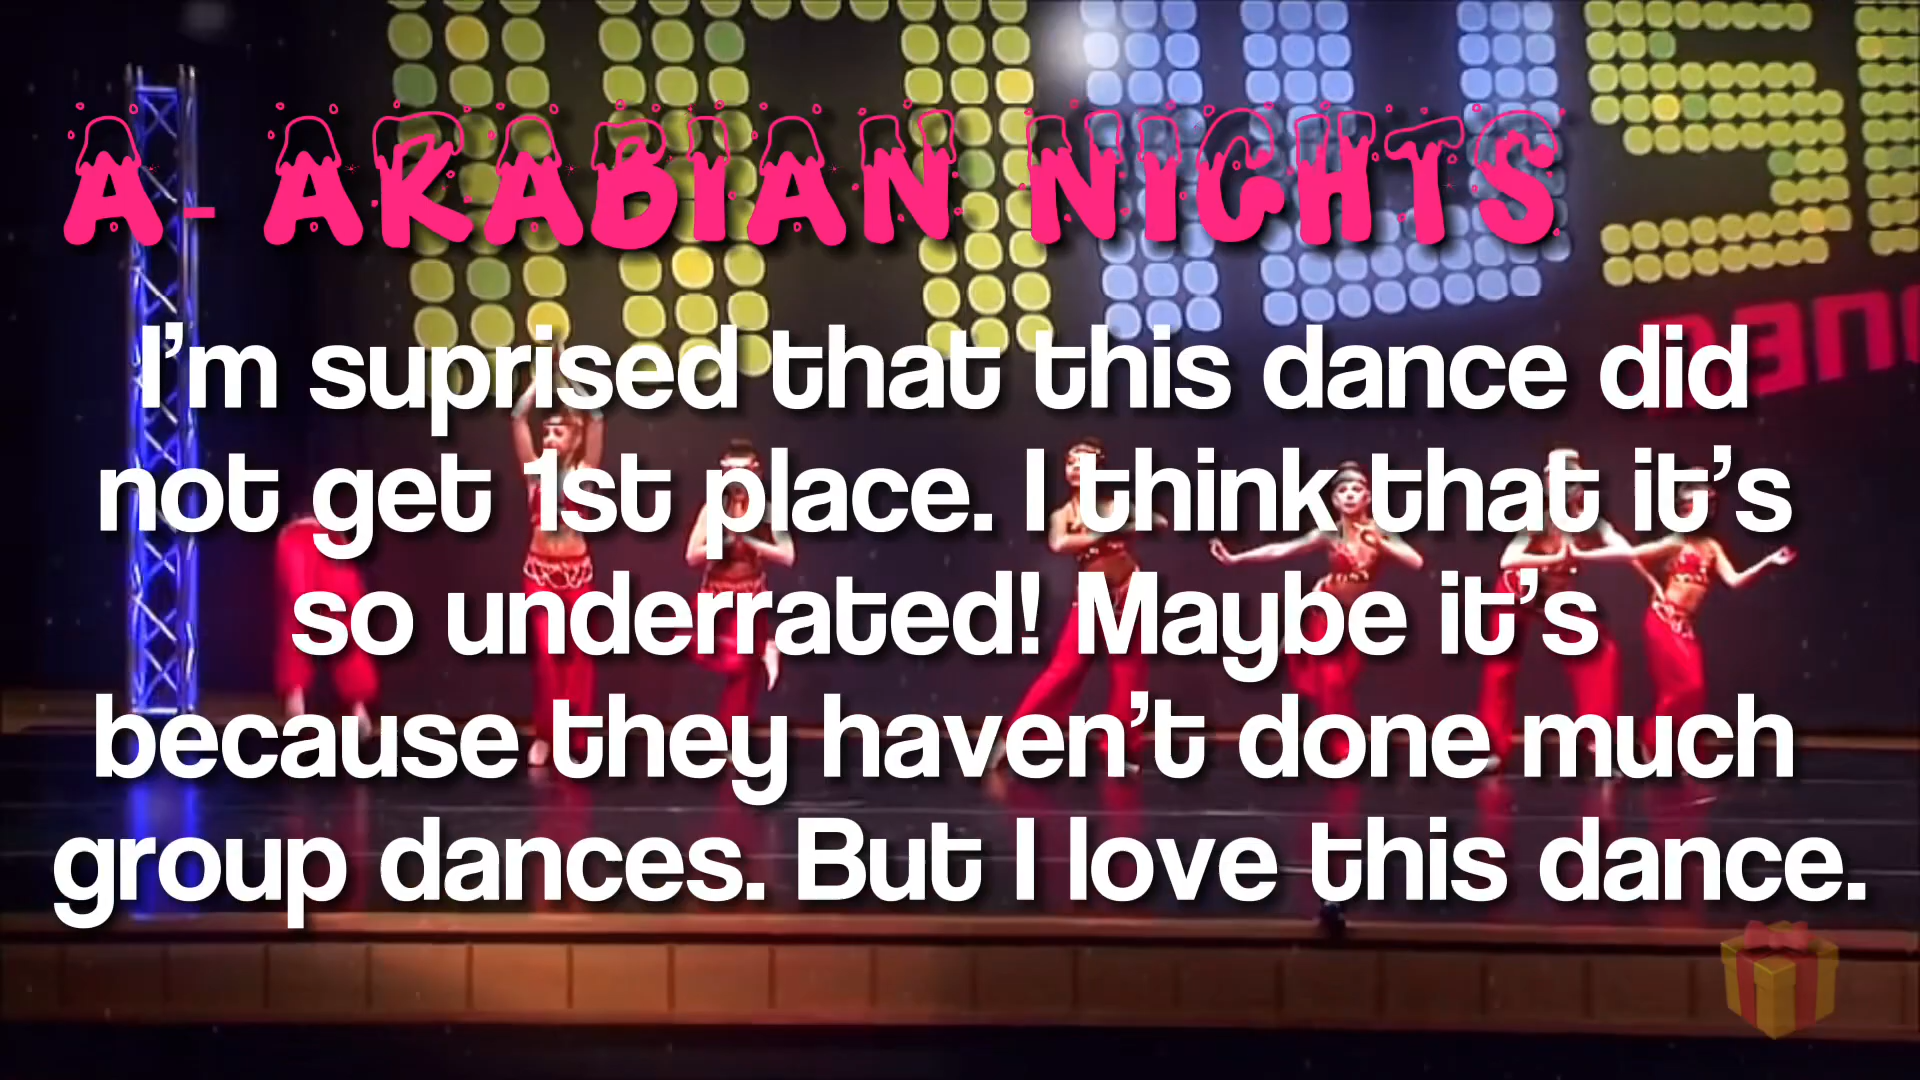 A - ARABIAN NIGHTS
I'm suprised that this dance did
not get 1st place. I think that it's
so underrated! Maybe it's
because they haven't done much
group dances. But I love this dance.